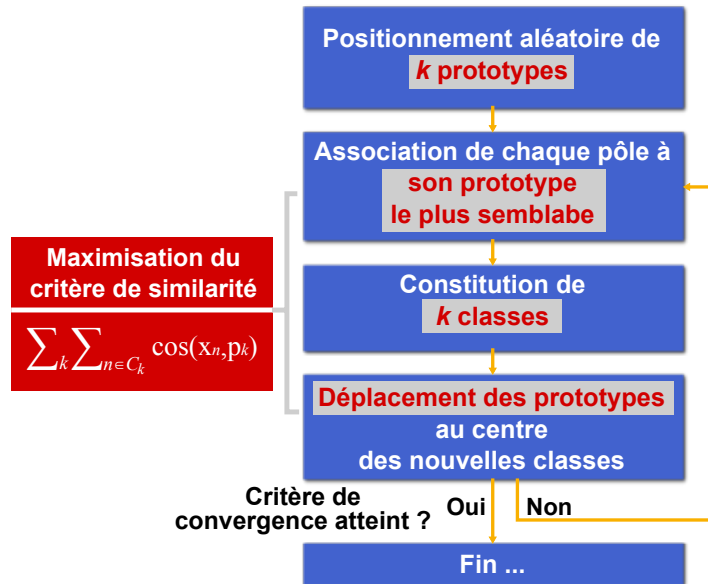 Positionnement aléatoire de
k prototypes
Association de chaque pôle à
son prototype
le plus semblabe
Maximisation du
critère de similarité
∑k ∑n∈Ck cos(xn,pk)
Constitution de
k classes
Déplacement des prototypes
au centre
des nouvelles classes
Critère de
convergence atteint ?
Oui
Non
Fin ...